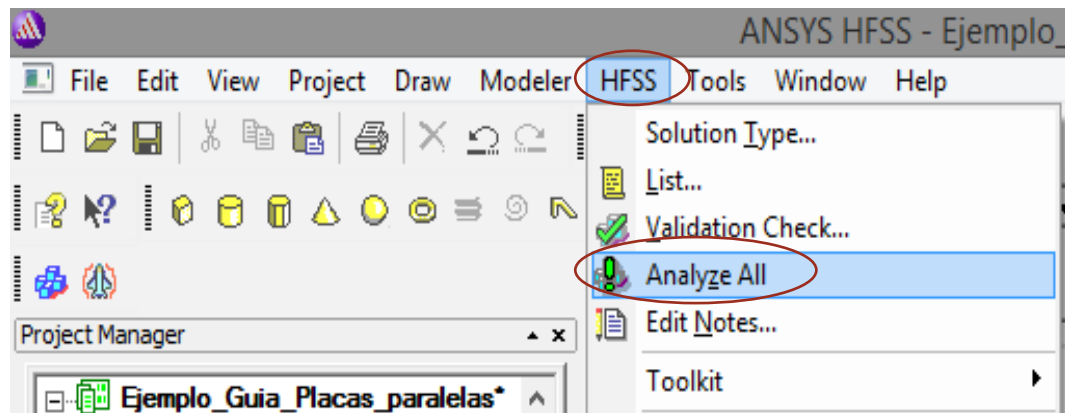 ANSYS HFSS - Ejemplo_
File Edit View Project Draw Modeler HFSS Tools Window Help
Solution Type...
List...
Validation Check...
Analyze All
Edit Notes...
Project Manager
Ejemplo_Guia_Placas_paralelas*
Toolkit